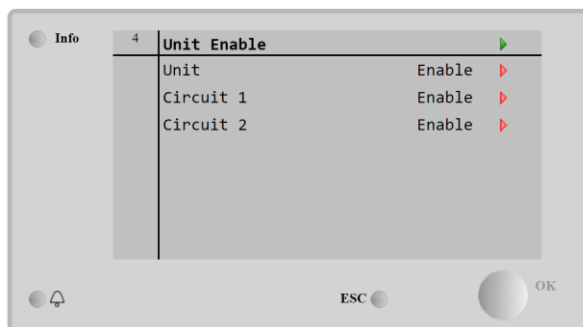 Info
4 Unit Enable
Unit Enable
Circuit 1 Enable
Circuit 2 Enable
ESC OK